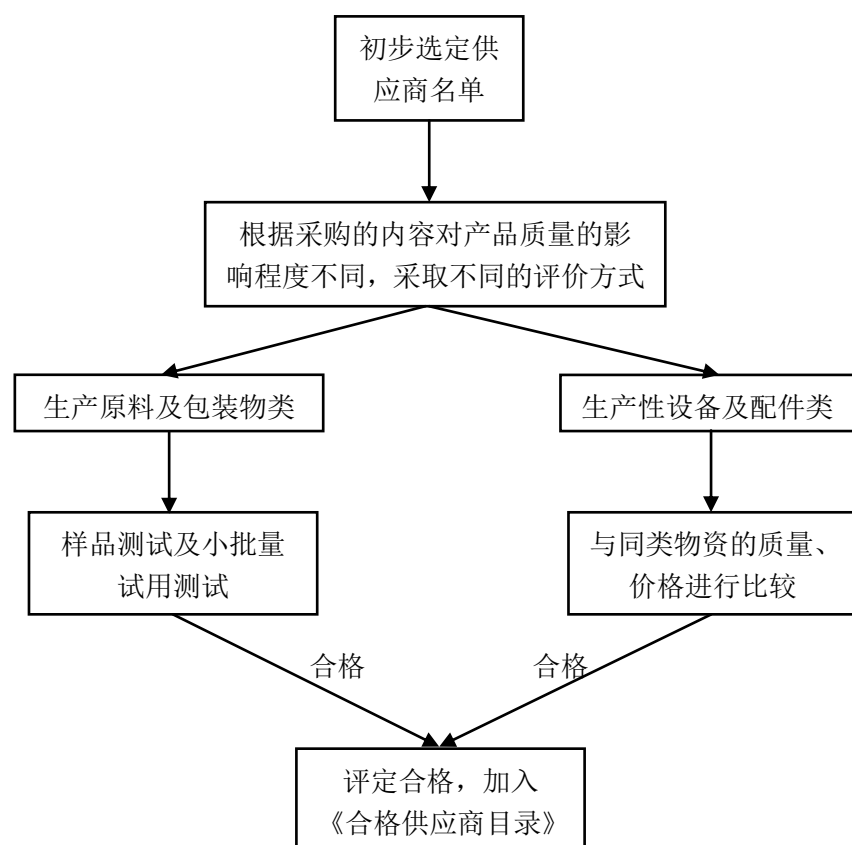 初步选定供
应商名单
根据采购的内容对产品质量的影
响程度不同，采取不同的评价方式
生产原料及包装物类
生产性设备及配件类
样品测试及小批量
试用测试
与同类物资的质量、
价格进行比较
合格
合格
评定合格，加入
《合格供应商目录》